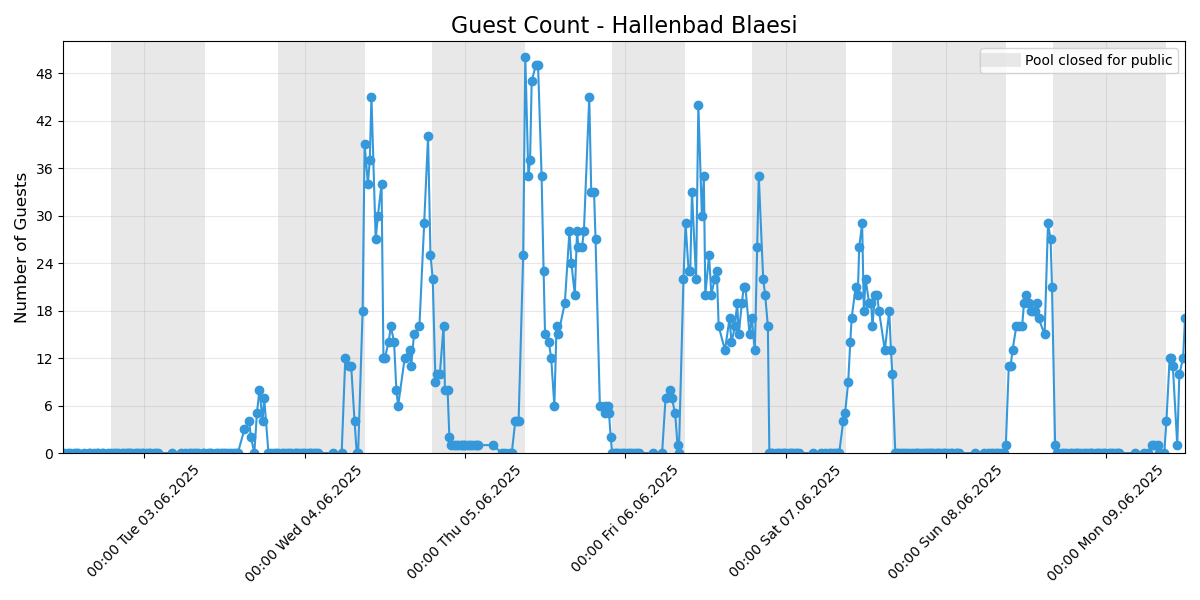 Guest Count - Hallenbad Blaesi
Pool closed for public
Number of Guests
48
42
36
30
24
18
12
6
0
00:00 Tue 03.06.2025
00:00 Wed 04.06.2025
00:00 Thu 05.06.2025
00:00 Fri 06.06.2025
00:00 Sat 07.06.2025
00:00 Sun 08.06.2025
00:00 Mon 09.06.2025